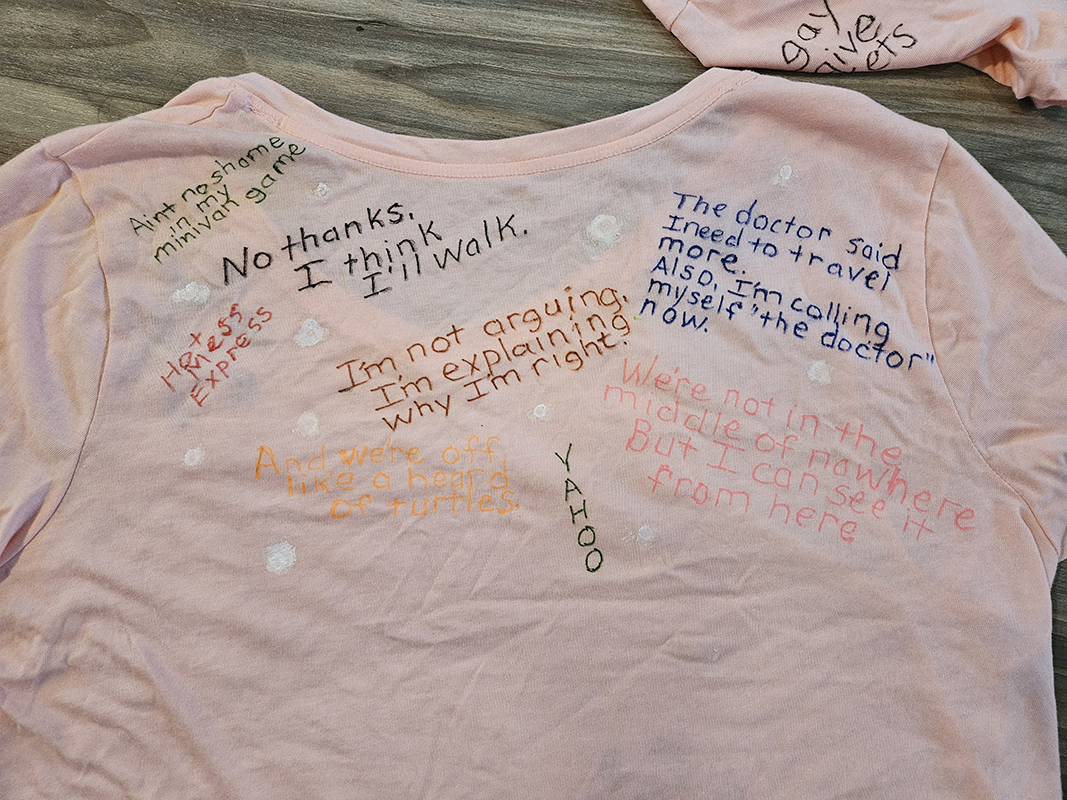 gay
ets
Aint no shame
in my
minivan game
No thanks.
I think
I'll walk.
The doctor said
I need to travel
more.
Also, I'm calling
myself "the doctor"
now.
Mess
Express
I'm not arguing.
I'm explaining
why I'm right.
We're not in the
middle of nowhere
But I can see it
from here
And we're off
like a heard
of turtles.
YAHOO